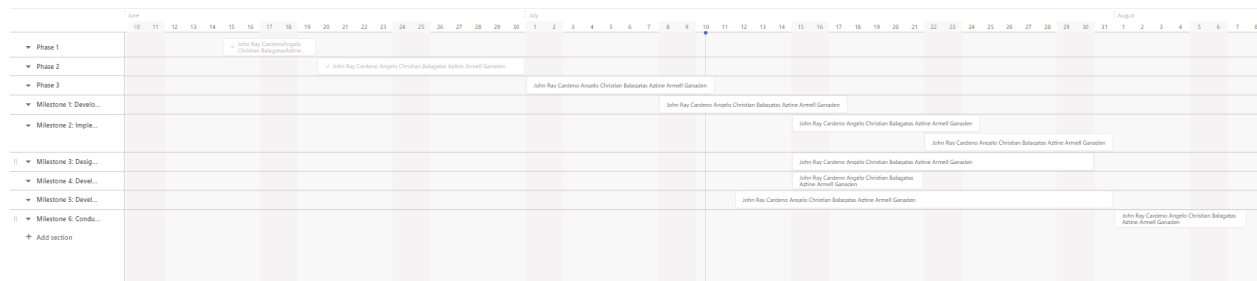 June July August
10 11 12 13 14 15 16 17 18 19 20 21 22 23 24 25 26 27 28 29 30 1 2 3 4 5 6 7 8 9 10 11 12 13 14 15 16 17 18 19 20 21 22 23 24 25 26 27 28 29 30 31 1 2 3 4 5 6 7 8
Phase 1
John Ray CardenoAngelo
Christian BalagatasAztine...
Phase 2
John Ray Cardeno Angelo Christian Balagatas Aztine Armell Ganaden
Phase 3
John Ray Cardeno Angelo Christian Balagatas Aztine Armell Ganaden
Milestone 1: Develo...
John Ray Cardeno Angelo Christian Balagatas Aztine Armell Ganaden
Milestone 2: Imple...
John Ray Cardeno Angelo Christian Balagatas Aztine Armell Ganaden
John Ray Cardeno Angelo Christian Balagatas Aztine Armell Ganaden
Milestone 3: Desig...
John Ray Cardeno Angelo Christian Balagatas Aztine Armell Ganaden
Milestone 4: Devel...
John Ray Cardeno Angelo Christian Balagatas
Aztine Armell Ganaden
Milestone 5: Devel...
John Ray Cardeno Angelo Christian Balagatas Aztine Armell Ganaden
Milestone 6: Condu...
John Ray Cardeno Angelo Christian Balagatas
Aztine Armell Ganaden
+ Add section